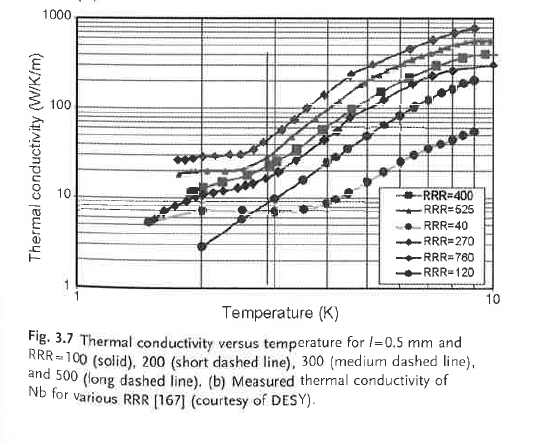 1000
100
10
1
1
10
Thermal conductivity (W/K/m)
Temperature (K)
RRR=400
RRR=525
RRR=40
RRR=270
RRR=760
RRR=120
Fig. 3.7 Thermal conductivity versus temperature for l=0.5 mm and
RRR=100 (solid), 200 (short dashed line), 300 (medium dashed line),
and 500 (long dashed line). (b) Measured thermal conductivity of
Nb for various RRR [167] (courtesy of DESY).